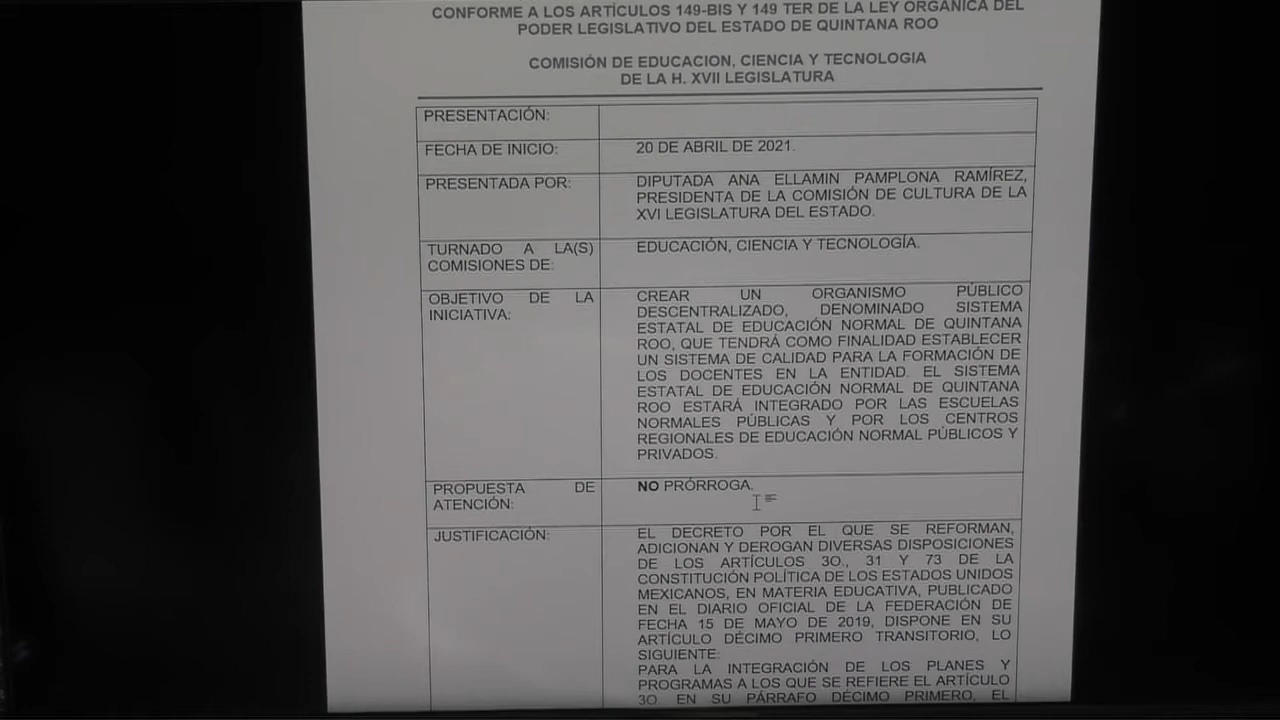 CONFORME A LOS ARTÍCULOS 149-BIS Y 149 TER DE LA LEY ORGÁNICA DEL
PODER LEGISLATIVO DEL ESTADO DE QUINTANA ROO
COMISIÓN DE EDUCACION, CIENCIA Y TECNOLOGIA
DE LA H. XVII LEGISLATURA
PRESENTACIÓN:
FECHA DE INICIO:
20 DE ABRIL DE 2021.
PRESENTADA POR:
DIPUTADA ANA ELLAMIN PAMPLONA RAMÍREZ,
PRESIDENTA DE LA COMISIÓN DE CULTURA DE LA
XVI LEGISLATURA DEL ESTADO.
TURNADO A LA(S)
COMISIONES DE:
EDUCACIÓN, CIENCIA Y TECNOLOGÍA.
OBJETIVO DE LA
INICIATIVA:
CREAR UN ORGANISMO PÚBLICO
DESCENTRALIZADO, DENOMINADO SISTEMA
ESTATAL DE EDUCACIÓN NORMAL DE QUINTANA
ROO, QUE TENDRÁ COMO FINALIDAD ESTABLECER
UN SISTEMA DE CALIDAD PARA LA FORMACIÓN DE
LOS DOCENTES EN LA ENTIDAD. EL SISTEMA
ESTATAL DE EDUCACIÓN NORMAL DE QUINTANA
ROO ESTARÁ INTEGRADO POR LAS ESCUELAS
NORMALES PÚBLICAS Y POR LOS CENTROS
REGIONALES DE EDUCACIÓN NORMAL PÚBLICOS Y
PRIVADOS.
PROPUESTA DE
ATENCIÓN:
NO PRÓRROGA.
JUSTIFICACIÓN:
EL DECRETO POR EL QUE SE REFORMAN,
ADICIONAN Y DEROGAN DIVERSAS DISPOSICIONES
DE LOS ARTÍCULOS 3O., 31 Y 73 DE LA
CONSTITUCIÓN POLÍTICA DE LOS ESTADOS UNIDOS
MEXICANOS, EN MATERIA EDUCATIVA, PUBLICADO
EN EL DIARIO OFICIAL DE LA FEDERACIÓN DE
FECHA 15 DE MAYO DE 2019, DISPONE EN SU
ARTÍCULO DÉCIMO PRIMERO TRANSITORIO, LO
SIGUIENTE:
PARA LA INTEGRACIÓN DE LOS PLANES Y
PROGRAMAS A LOS QUE SE REFIERE EL ARTÍCULO
3O. EN SU PÁRRAFO DÉCIMO PRIMERO, EL